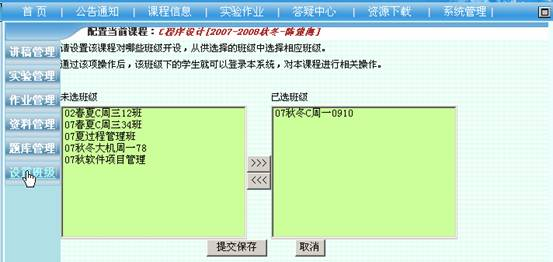 首 页 | 公告通知 | 课程信息 | 实验作业 | 答疑中心 | 资源下载 | 系统管理 |
配置当前课程：C程序设计[2007-2008秋冬-陈建海]
讲稿管理
请设置该课程对哪些班级开设，从供选择的班级中选择相应班级。
通过该项操作后，该班级下的学生就可以登录本系统，对本课程进行相关操作。
实验管理
作业管理
资料管理
题库管理
设置班级
未选班级
02春夏C周三12班
07春夏C周三34班
07夏过程管理班
07秋冬大机周一78
07秋软件项目管理
>>>
<<<
已选班级
07秋冬C周一0910
提交保存
取消